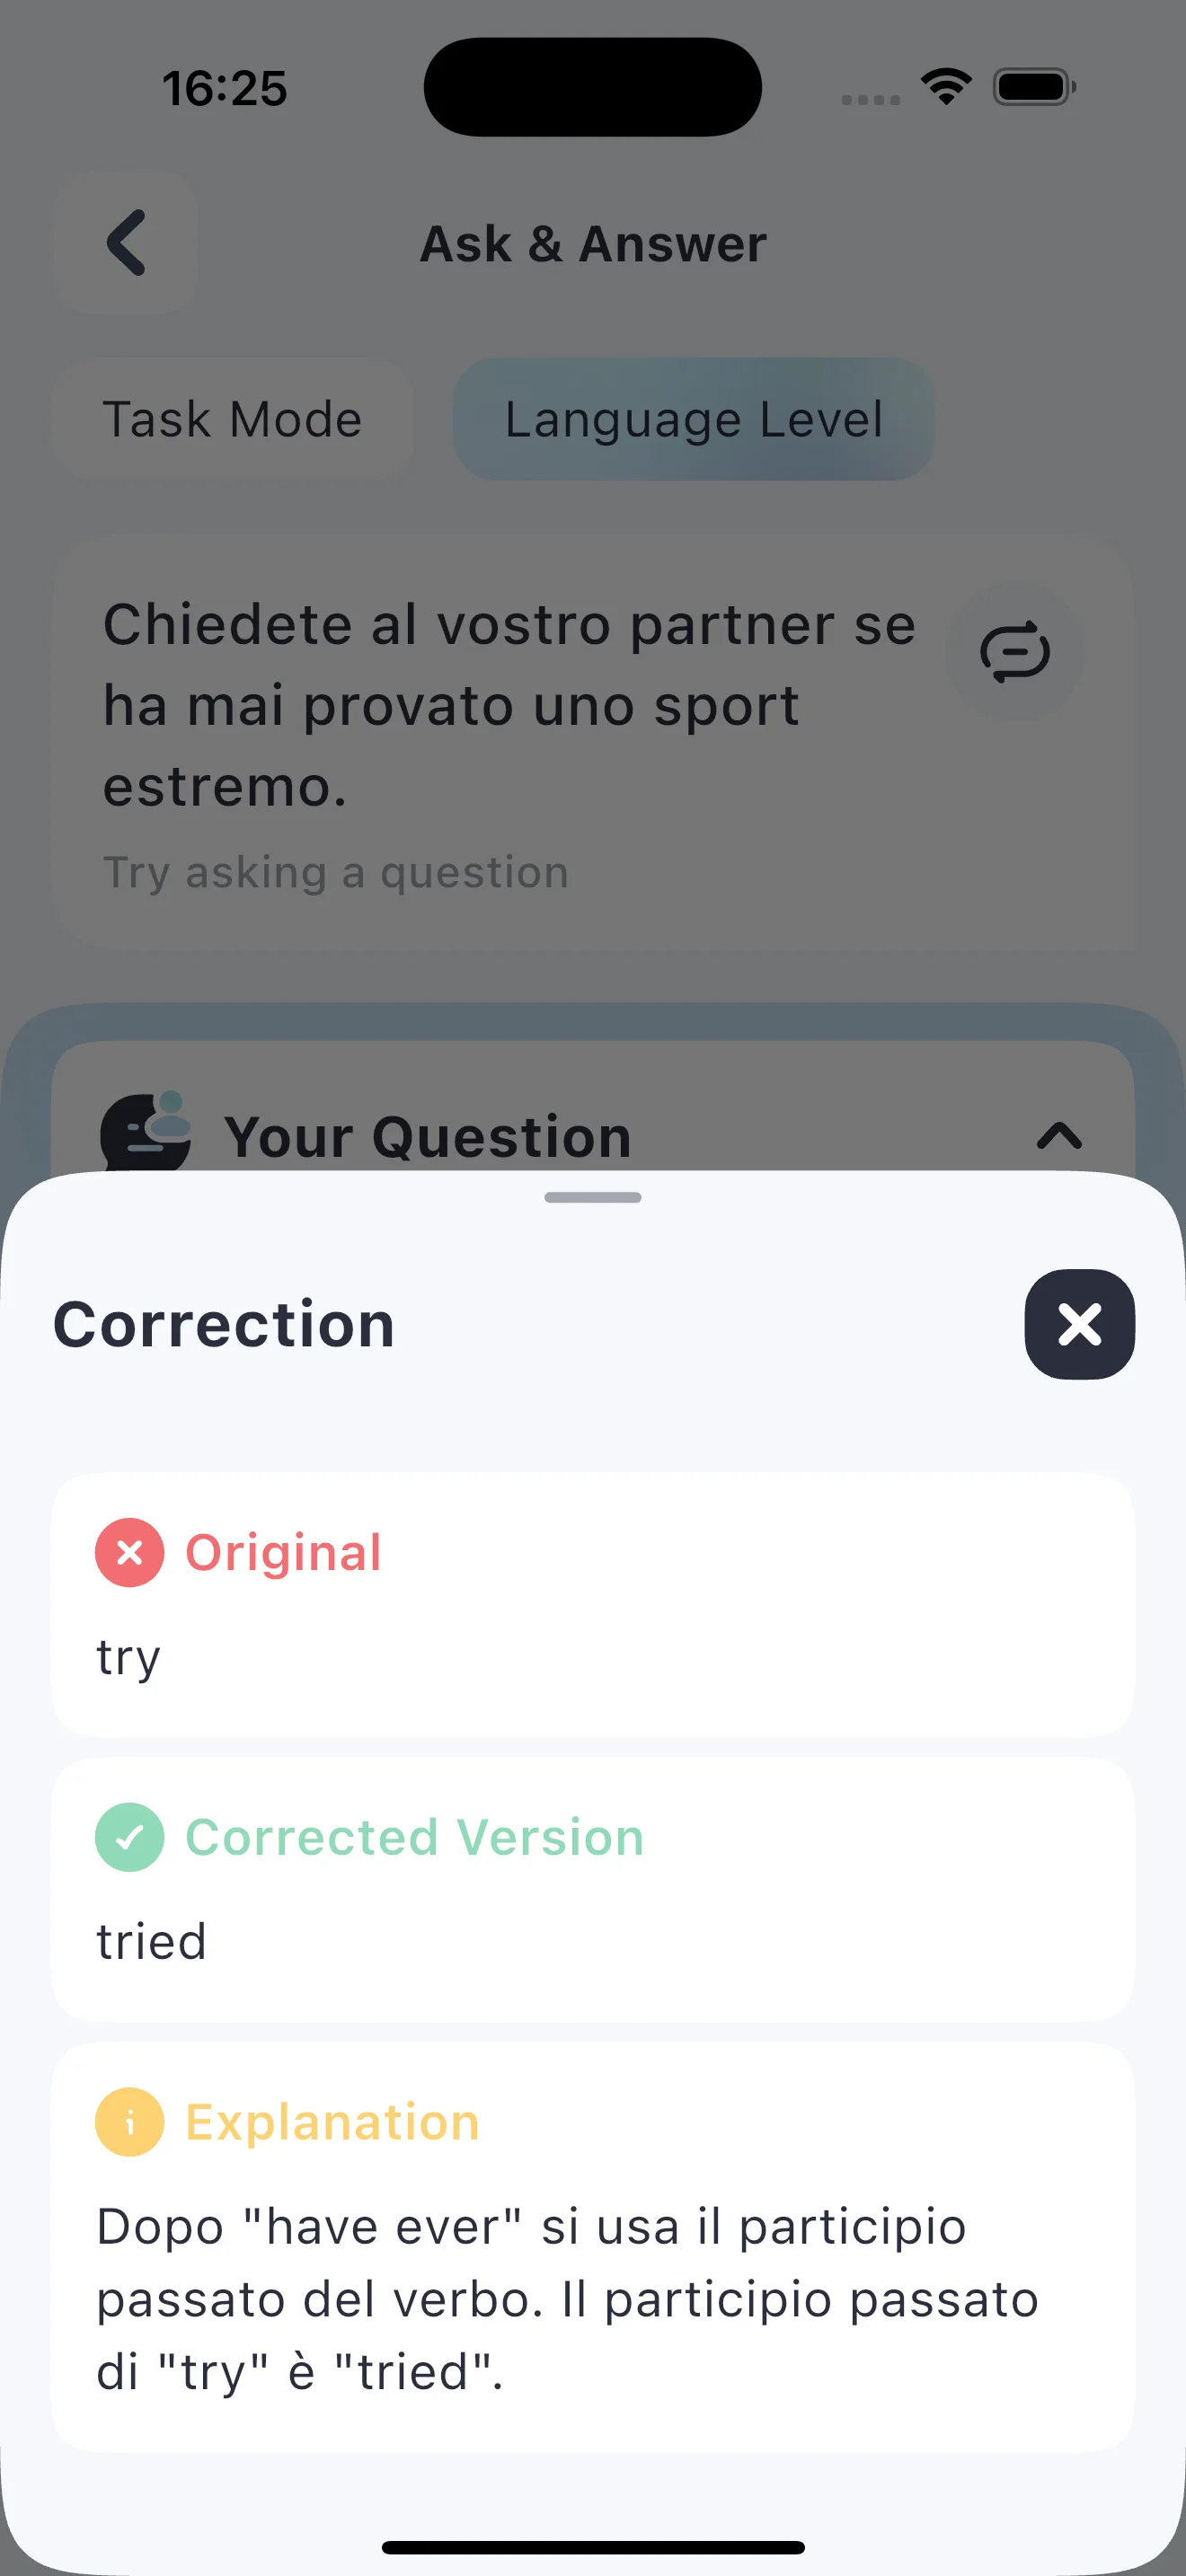 16:25
Ask & Answer
Task Mode
Language Level
Chiedete al vostro partner se
ha mai provato uno sport
estremo.
Try asking a question
Your Question
Correction
Original
try
Corrected Version
tried
Explanation
Dopo "have ever" si usa il participio
passato del verbo. Il participio passato
di "try" è "tried".